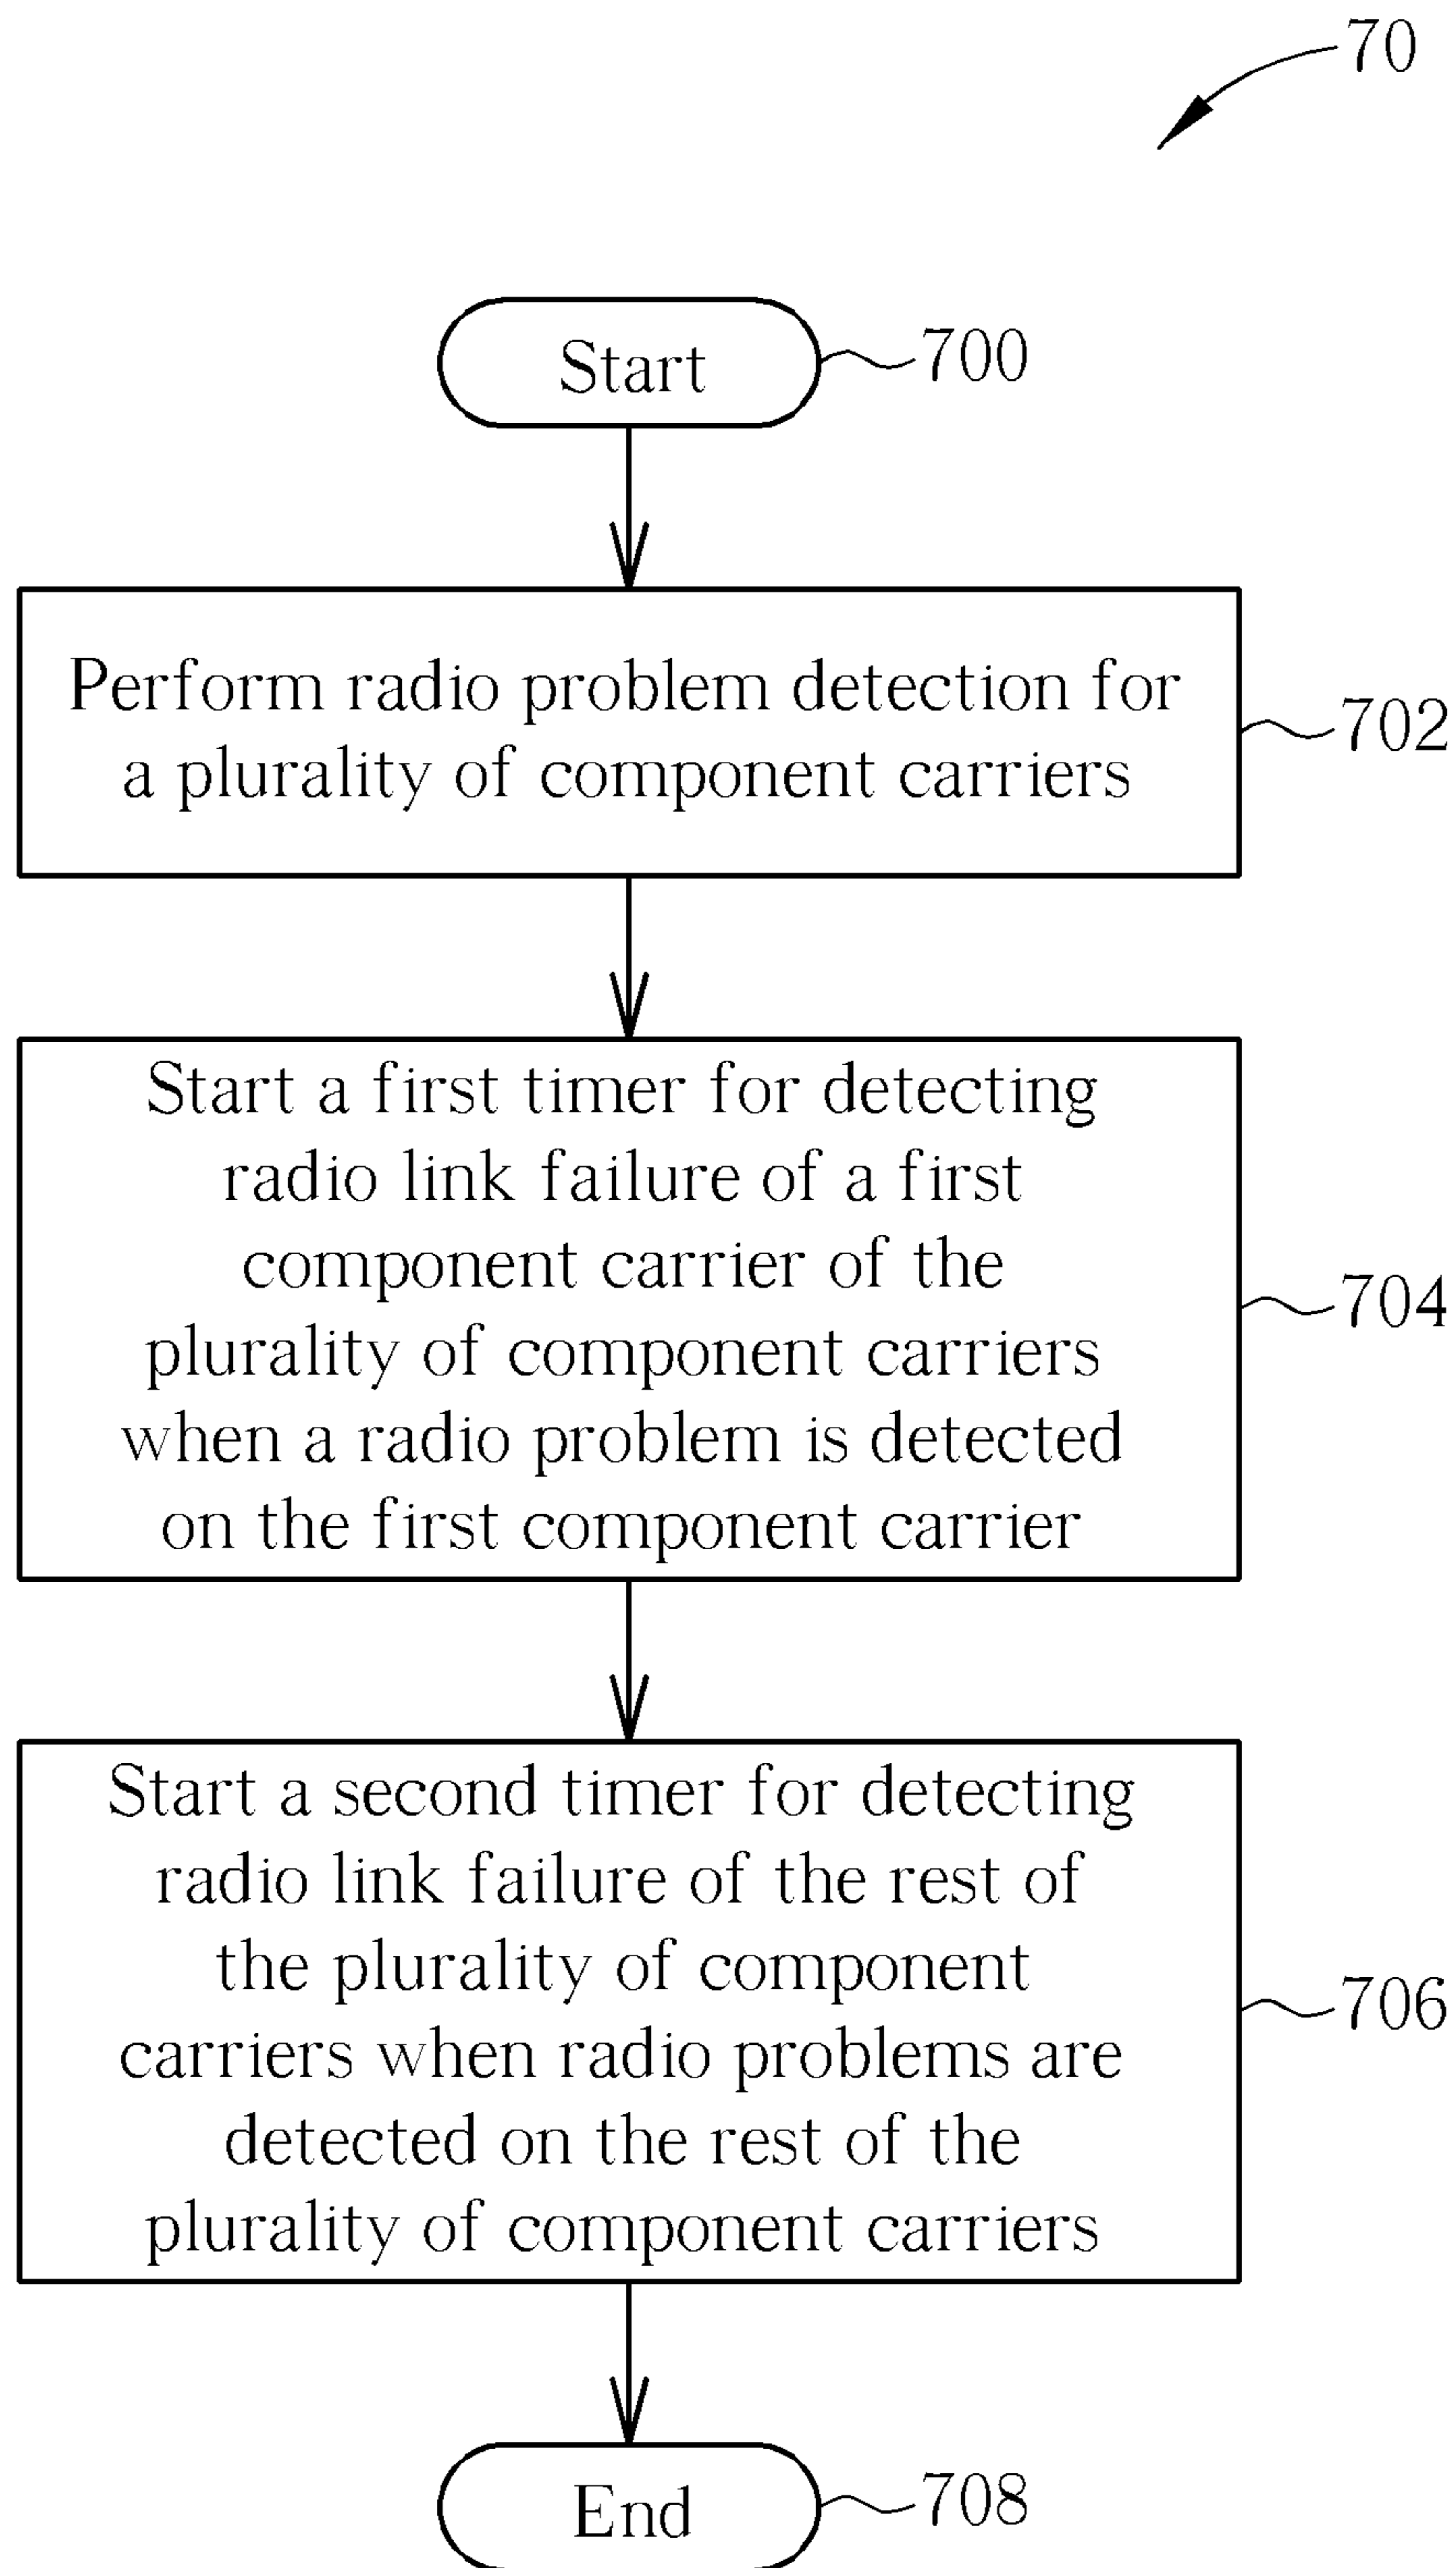 70
Start
700
Perform radio problem detection for
a plurality of component carriers
702
Start a first timer for detecting
radio link failure of a first
component carrier of the
plurality of component carriers
when a radio problem is detected
on the first component carrier
704
Start a second timer for detecting
radio link failure of the rest of
the plurality of component
carriers when radio problems are
detected on the rest of the
plurality of component carriers
706
End
708